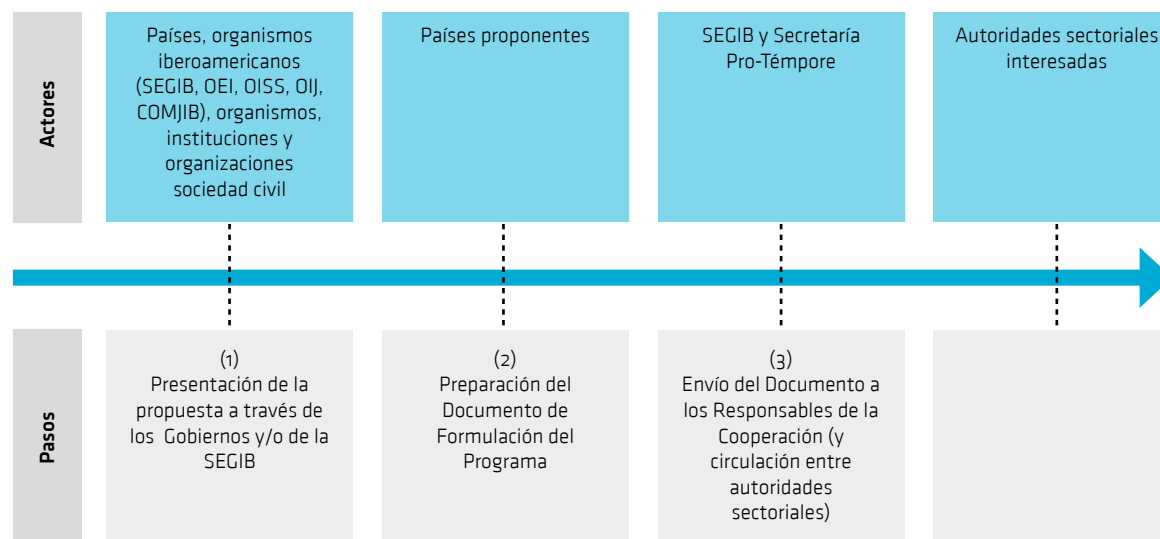 Actores
Países, organismos
iberoamericanos
(SEGIB, OEI, OISS, OIJ,
COMJIB), organismos,
instituciones y
organizaciones
sociedad civil
Países proponentes
SEGIB y Secretaría
Pro-Témpore
Autoridades sectoriales
interesadas
Pasos
(1)
Presentación de la
propuesta a través de
los Gobiernos y/o de la
SEGIB
(2)
Preparación del
Documento de
Formulación del
Programa
(3)
Envío del Documento a
los Responsables de la
Cooperación (y
circulación entre
autoridades
sectoriales)